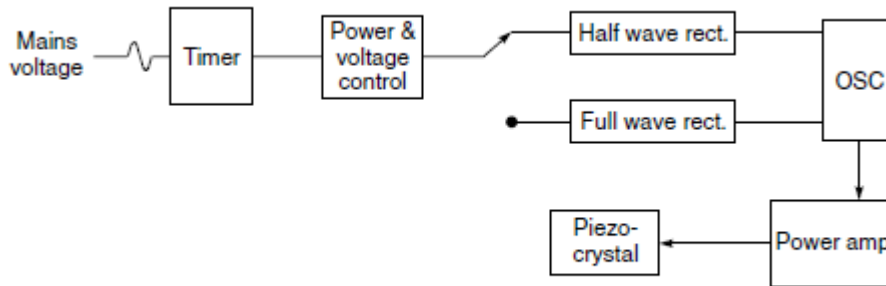 Mains
voltage
Timer
Power &
voltage
control
Half wave rect.
Full wave rect.
OSC
Piezo-
crystal
Power amp